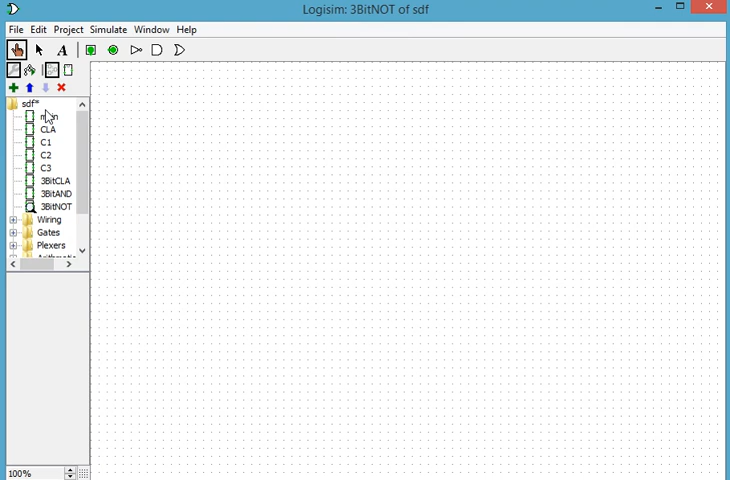 Logisim: 3BitNOT of sdf
File Edit Project Simulate Window Help
A
sdf*
CLA
C1
C2
C3
3BitCLA
3BitAND
3BitNOT
Wiring
Gates
Plexers
100%